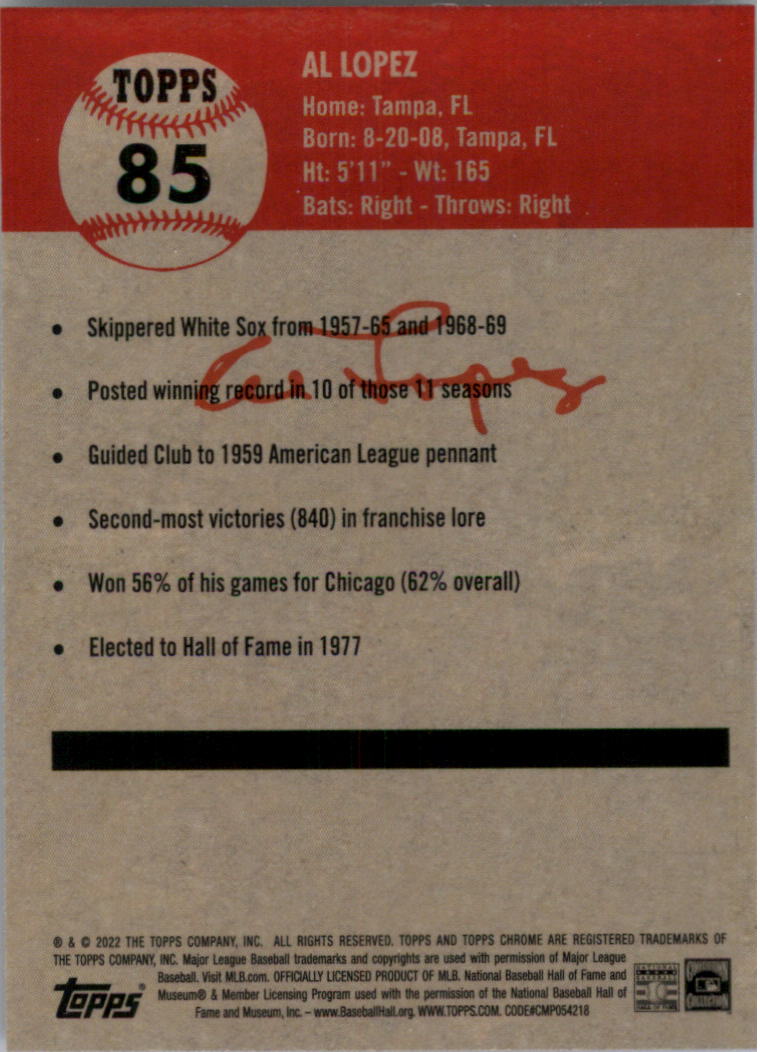 TOPPS
85
AL LOPEZ
Home: Tampa, FL
Born: 8-20-08, Tampa, FL
Ht: 5'11" - Wt: 165
Bats: Right - Throws: Right
• Skippered White Sox from 1957-65 and 1968-69
Al Lopez
• Posted winning record in 10 of those 11 seasons
• Guided Club to 1959 American League pennant
• Second-most victories (840) in franchise lore
• Won 56% of his games for Chicago (62% overall)
• Elected to Hall of Fame in 1977
® & © 2022 THE TOPPS COMPANY, INC. ALL RIGHTS RESERVED. TOPPS AND TOPPS CHROME ARE REGISTERED TRADEMARKS OF
THE TOPPS COMPANY, INC. Major League Baseball trademarks and copyrights are used with permission of Major League
Baseball. Visit MLB.com. OFFICIALLY LICENSED PRODUCT OF MLB. National Baseball Hall of Fame and
Museum® & Member Licensing Program used with the permission of the National Baseball Hall of
Fame and Museum, Inc. – www.BaseballHall.org. WWW.TOPPS.COM. CODE#CMP054218
topps®
HALL OF FAME
COLLECTION